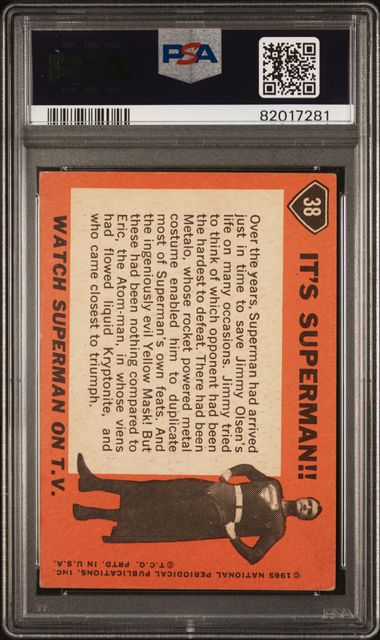 PSA
PSA
82017281
38
IT'S SUPERMAN!!
Over the years, Superman had arrived
just in time to save Jimmy Olsen's
life on many occasions. Jimmy tried
to think of which opponent had been
the hardest to defeat. There had been
Metalo, whose rocket powered metal
costume enabled him to duplicate
most of Superman's own feats. And
the ingeniously evil Yellow Mask! But
these had been nothing compared to
Eric, the Atom-man, in whose viens
had flowed liquid Kryptonite, and
who came closest to triumph.
WATCH SUPERMAN ON T.V.
©1965 NATIONAL PERIODICAL PUBLICATIONS, INC.
©T.C.G. PRTD. IN U.S.A.